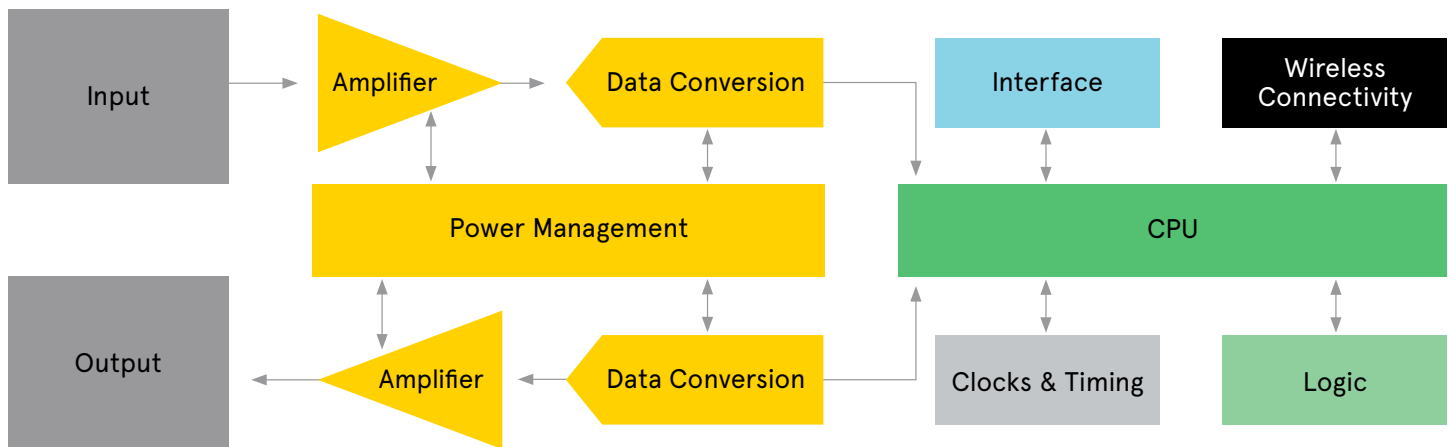 Input
Amplifier
Data Conversion
Interface
Wireless
Connectivity
Power Management
CPU
Output
Amplifier
Data Conversion
Clocks & Timing
Logic